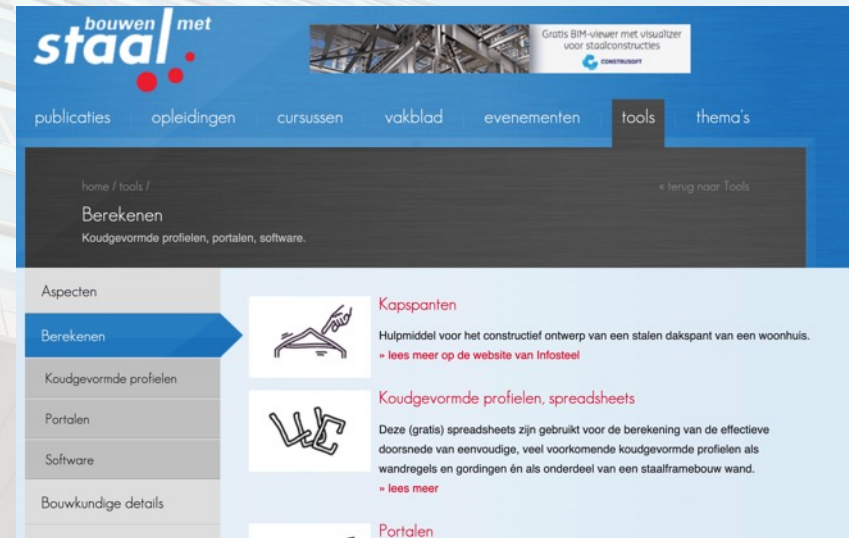 bouwen met
staal
Gratis BIM-viewer met visualizer
voor staalconstructies
CONSTRUSOFT
publicaties opleidingen cursussen vakblad evenementen tools thema's
home / tools /
< terug naar Tools
Berekenen
Koudgevormde profielen, portalen, software.
Aspecten
Berekenen
Koudgevormde profielen
Portalen
Software
Bouwkundige details
Kapspanten
Hulpmiddel voor het constructief ontwerp van een stalen dakspant van een woonhuis.
» lees meer op de website van Infosteel
Koudgevormde profielen, spreadsheets
Deze (gratis) spreadsheets zijn gebruikt voor de berekening van de effectieve
doorsnede van eenvoudige, veel voorkomende koudgevormde profielen als
wandregels en gordingen én als onderdeel van een staalframebouw wand.
» lees meer
Portalen